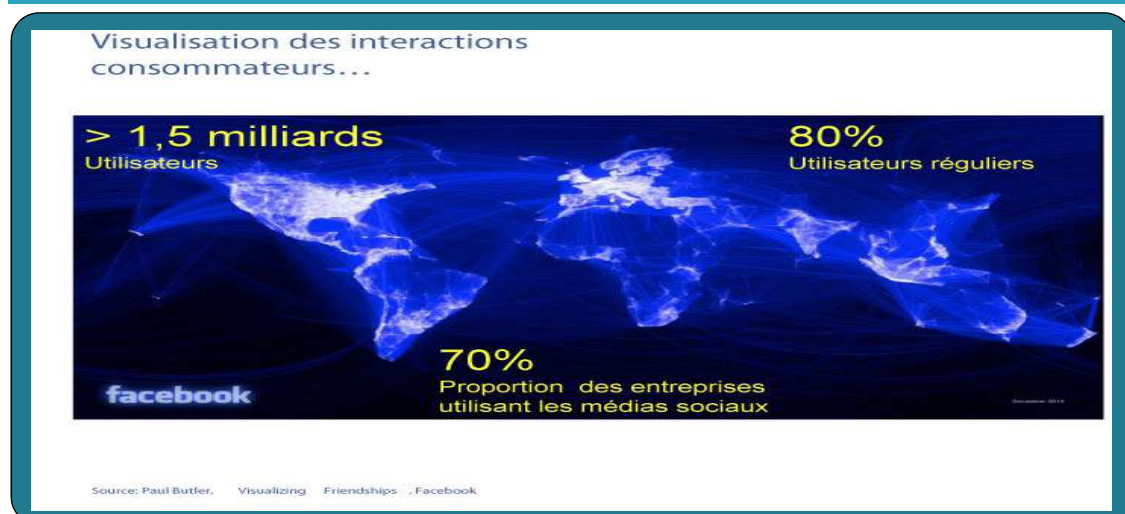 Visualisation des interactions
consommateurs…
> 1,5 milliards
Utilisateurs
80%
Utilisateurs réguliers
70%
Proportion des entreprises
utilisant les médias sociaux
facebook
Source: Paul Butler, Visualizing Friendships , Facebook